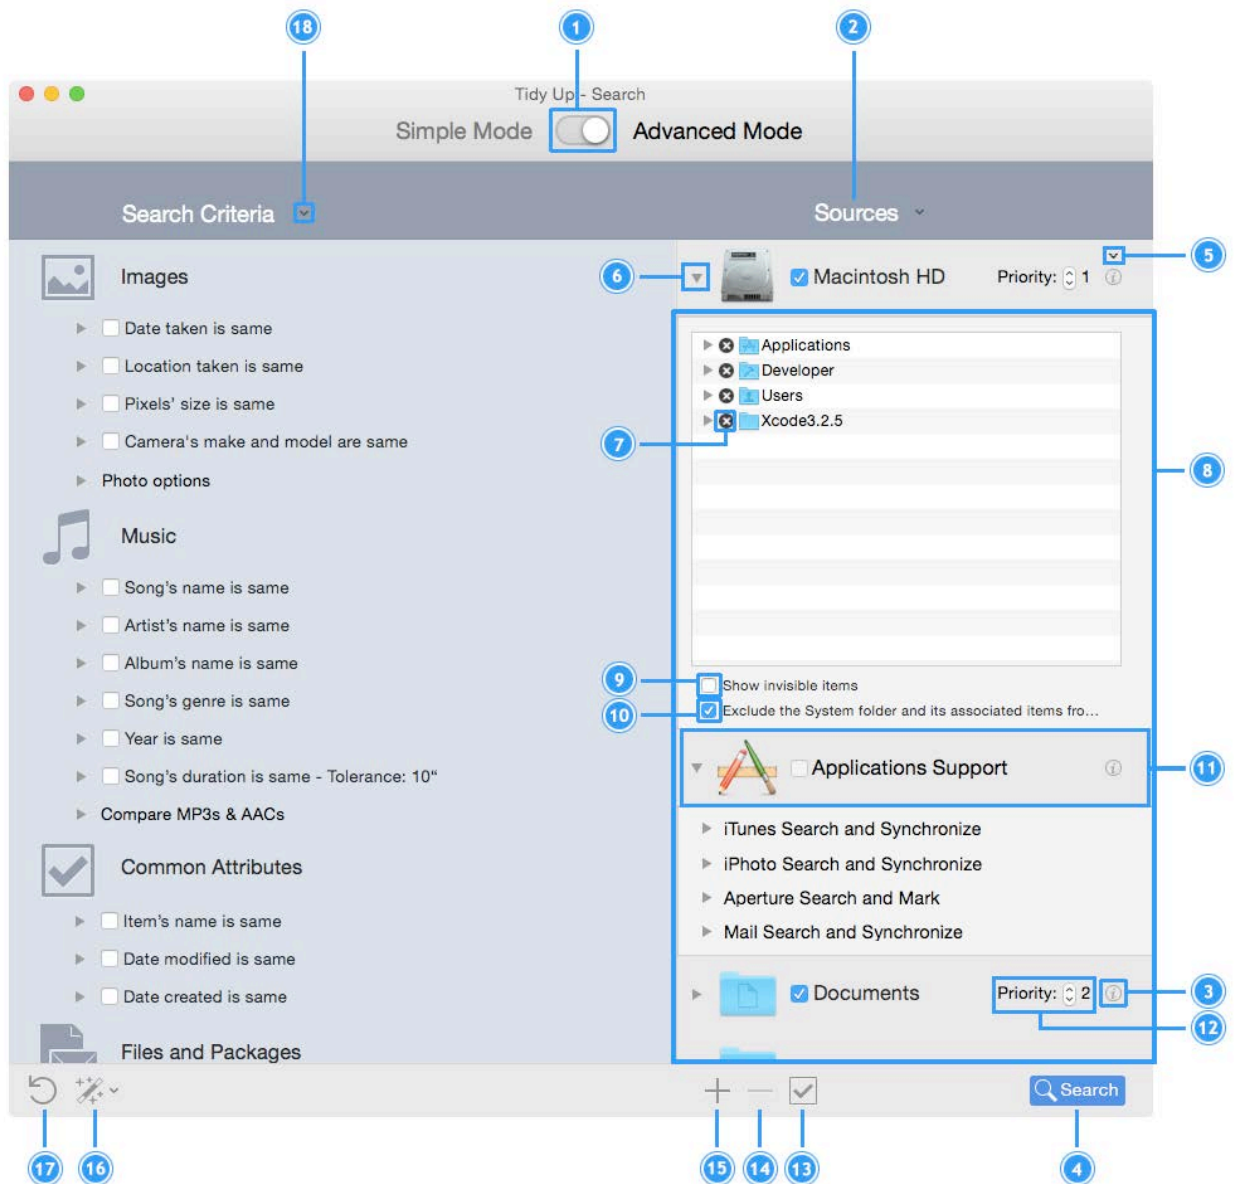 18 1 2
Tidy Up - Search
Simple Mode Advanced Mode
Search Criteria
Sources
5
Images
6 Macintosh HD Priority: 1
Date taken is same
Location taken is same
Pixels' size is same
Camera's make and model are same
Photo options
Applications
Developer
Users
Xcode3.2.5
7
8
Music
Song's name is same
Artist's name is same
Album's name is same
Song's genre is same
Year is same
Song's duration is same - Tolerance: 10"
Compare MP3s & AACs
9 Show invisible items
10 Exclude the System folder and its associated items fro...
Applications Support 11
iTunes Search and Synchronize
iPhoto Search and Synchronize
Aperture Search and Mark
Mail Search and Synchronize
Common Attributes
Item's name is same
Date modified is same
Date created is same
Documents Priority: 2 3
12
Files and Packages
Search
17 16 15 14 13 4